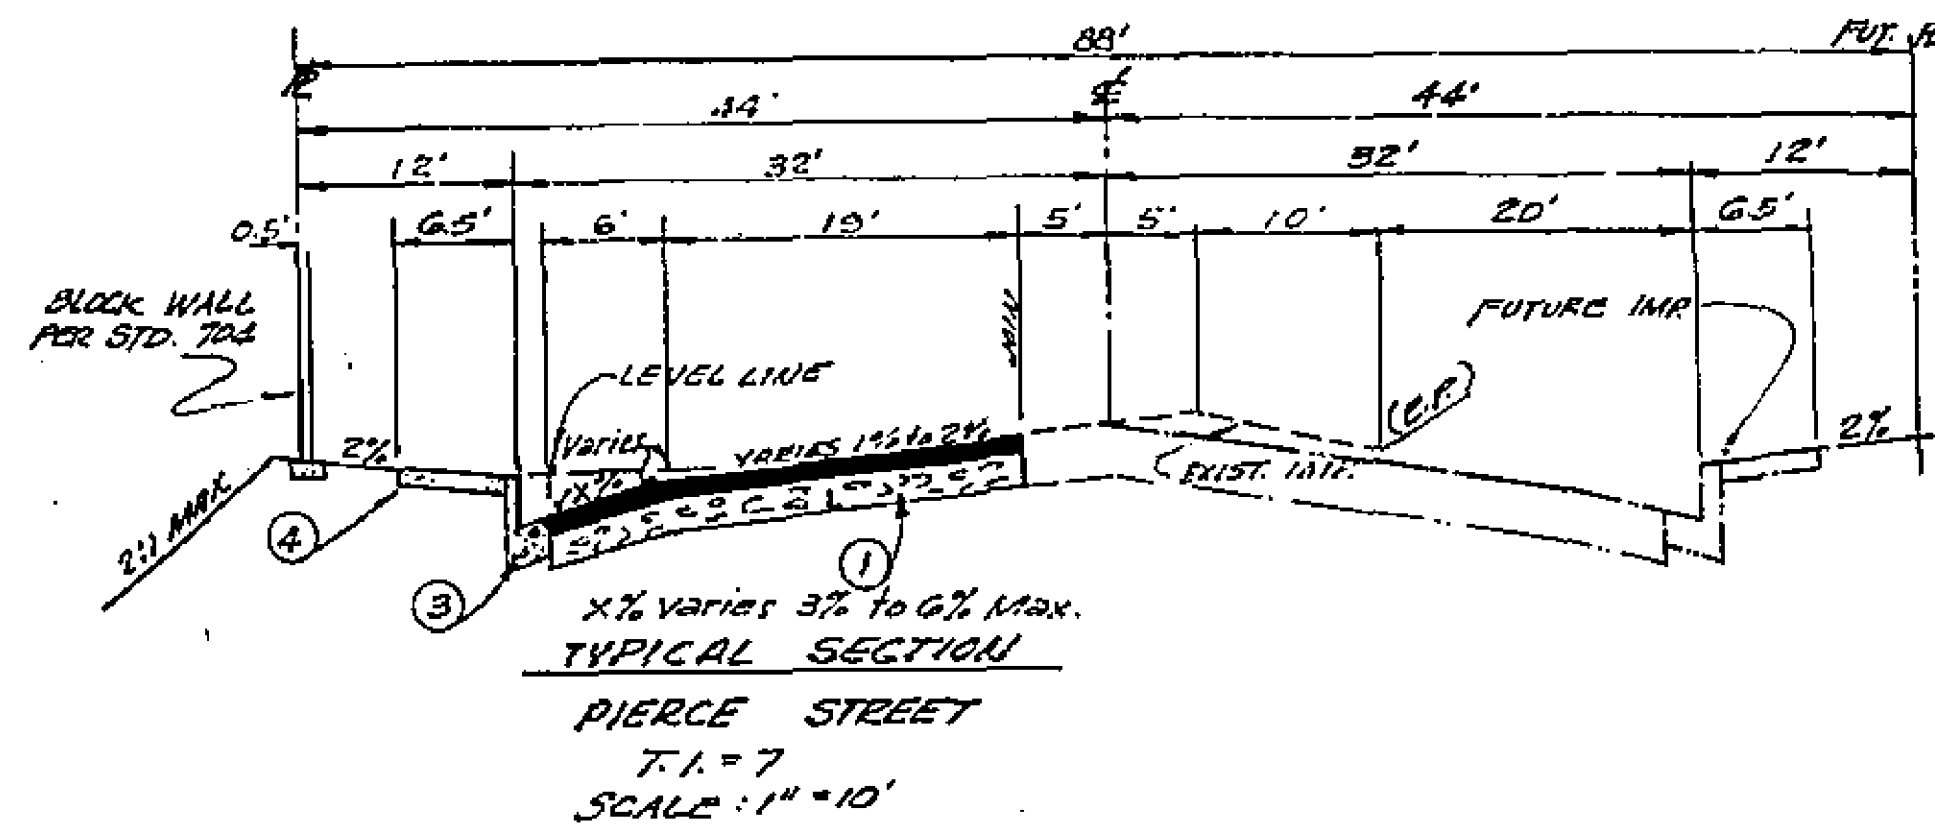 88'
FUT.
44'
44'
12'
32'
32'
12'
0.5'
6.5'
6'
19'
5'
5'
10'
20'
6.5'
BLOCK WALL
PER STD.
LEVEL LINE
JOIN
FUTURE IMP.
(E.P.)
2%
Varies
VARIES 1% to 2%
2%
X%
EXIST. IMP.
2:1 MAX
4
3
1
X% varies 3% to 6% Max.
TYPICAL SECTION
PIERCE STREET
T.I. = 7
SCALE: 1" = 10'